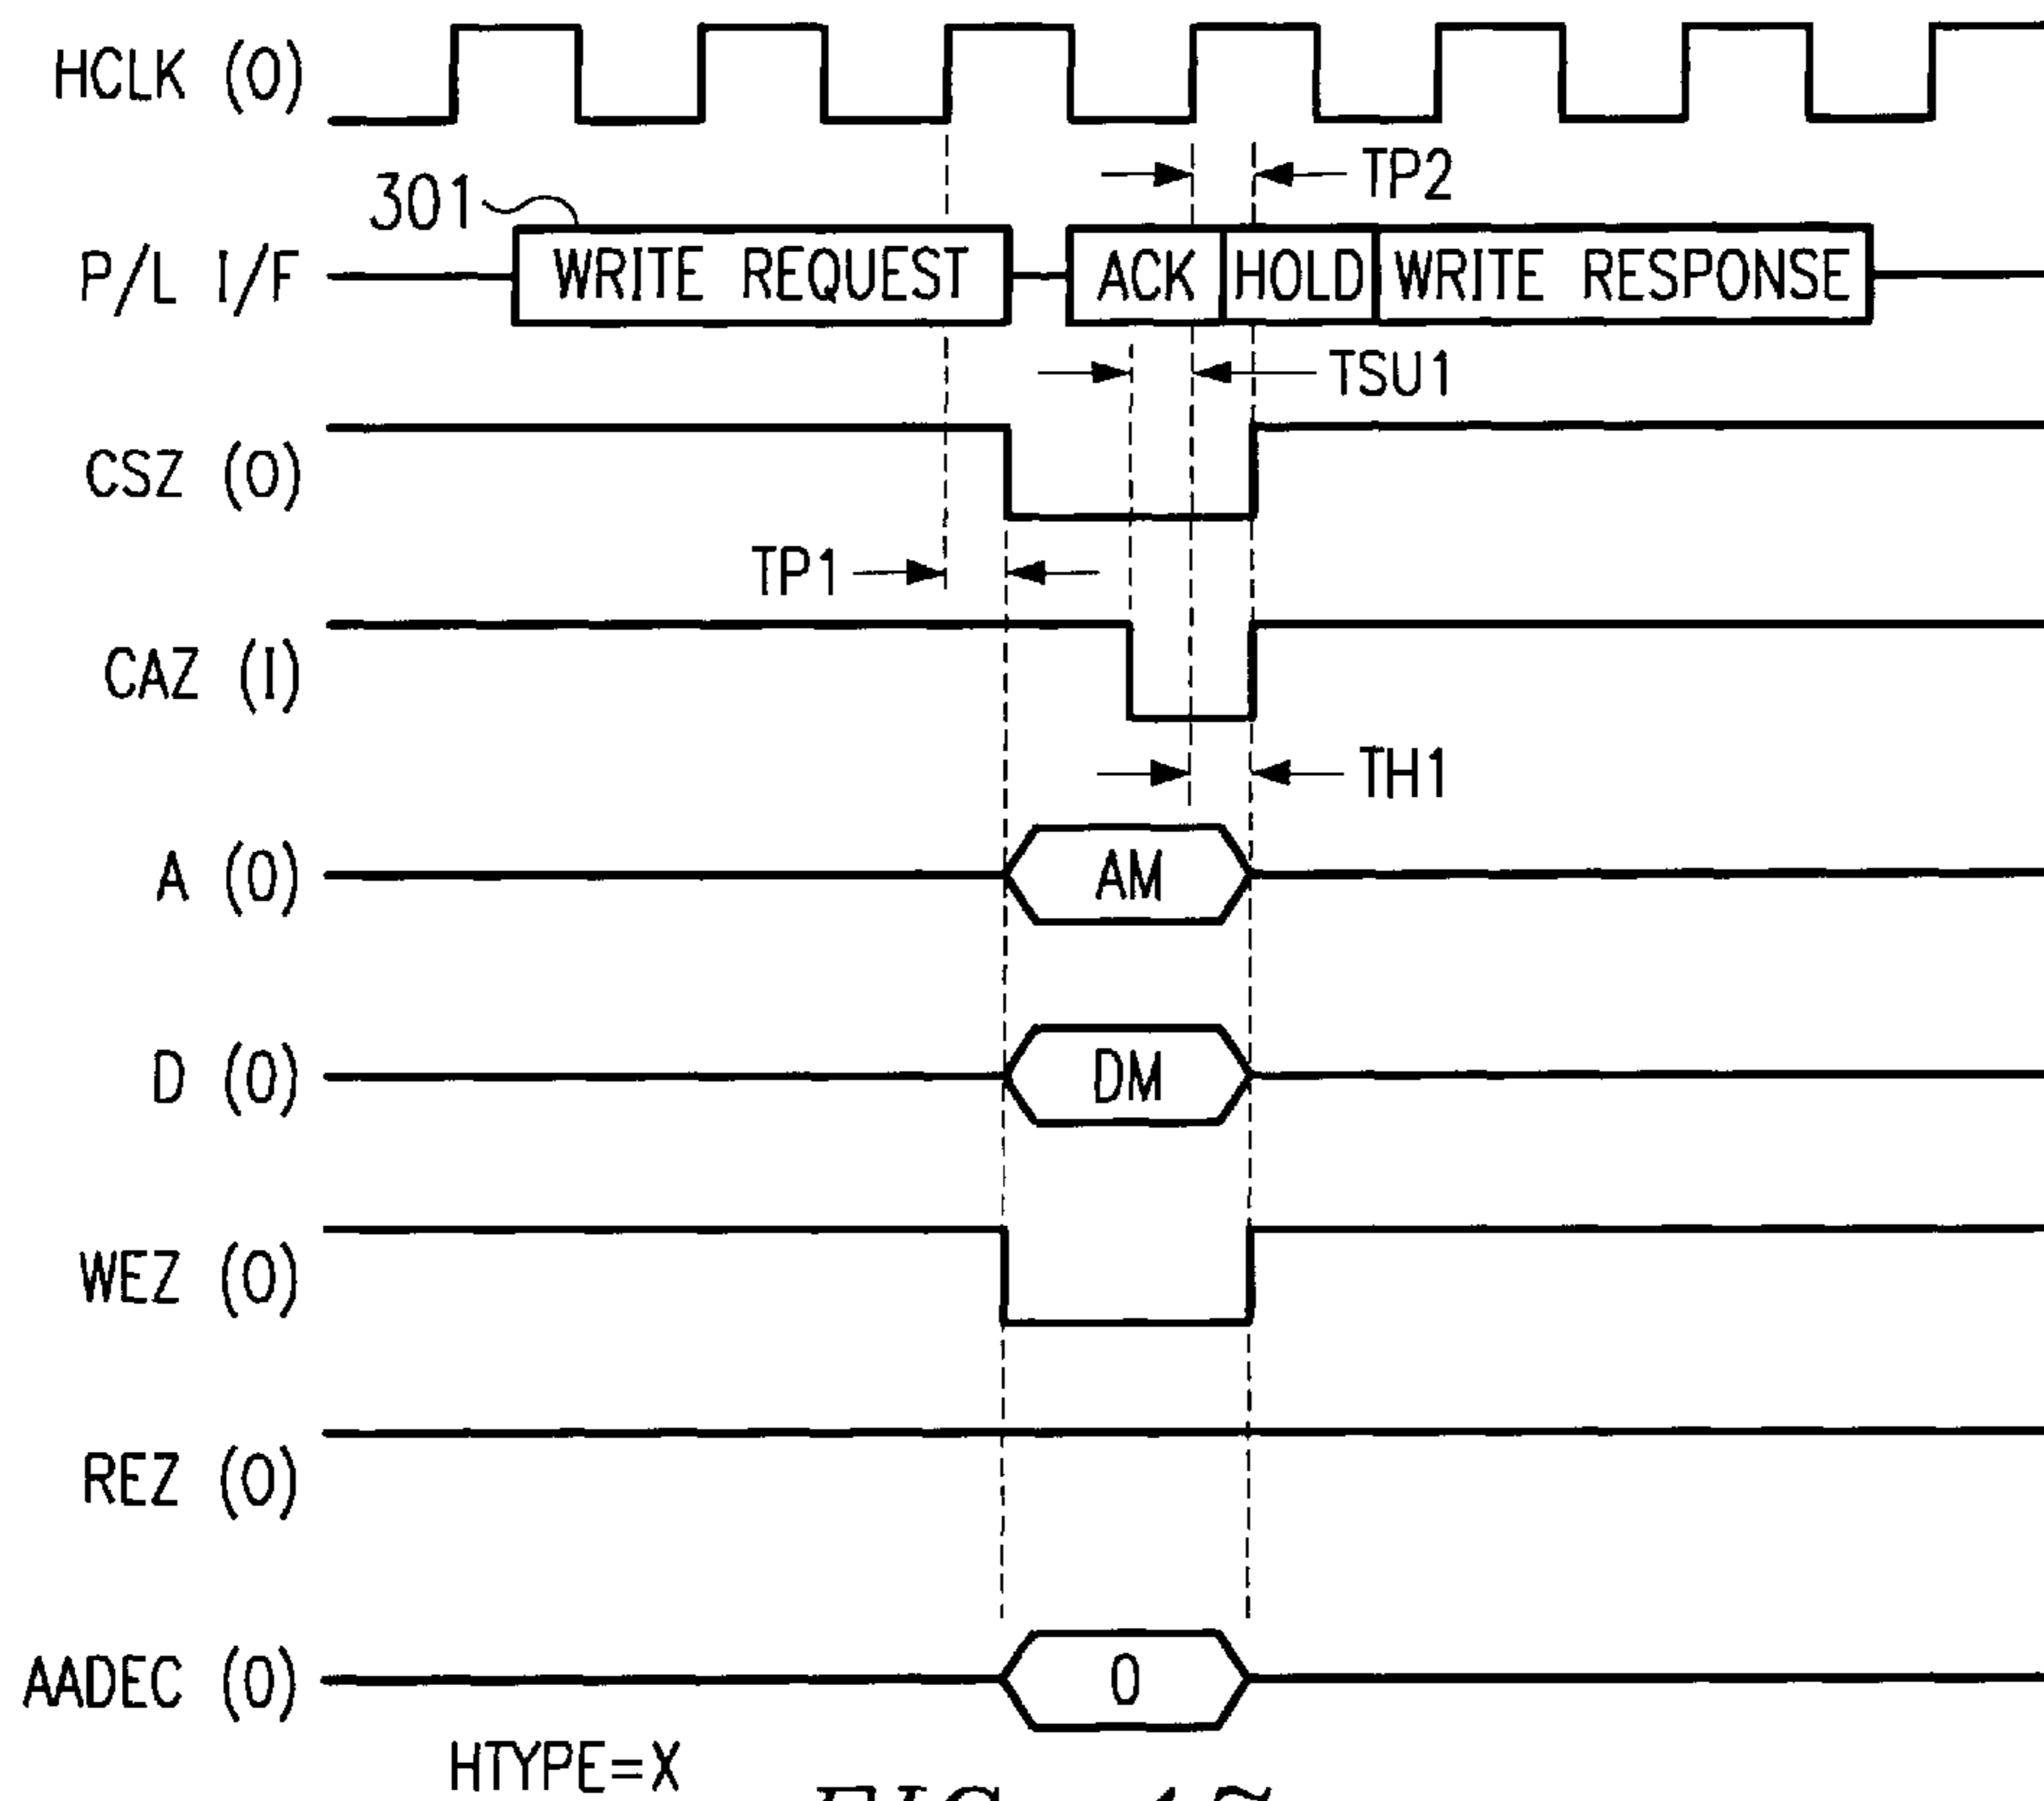 HCLK (O)
TP2
301
P/L I/F
WRITE REQUEST
ACK
HOLD
WRITE RESPONSE
TSU1
CSZ (O)
TP1
CAZ (I)
TH1
A (O)
AM
D (O)
DM
WEZ (O)
REZ (O)
AADEC (O)
0
HTYPE=X